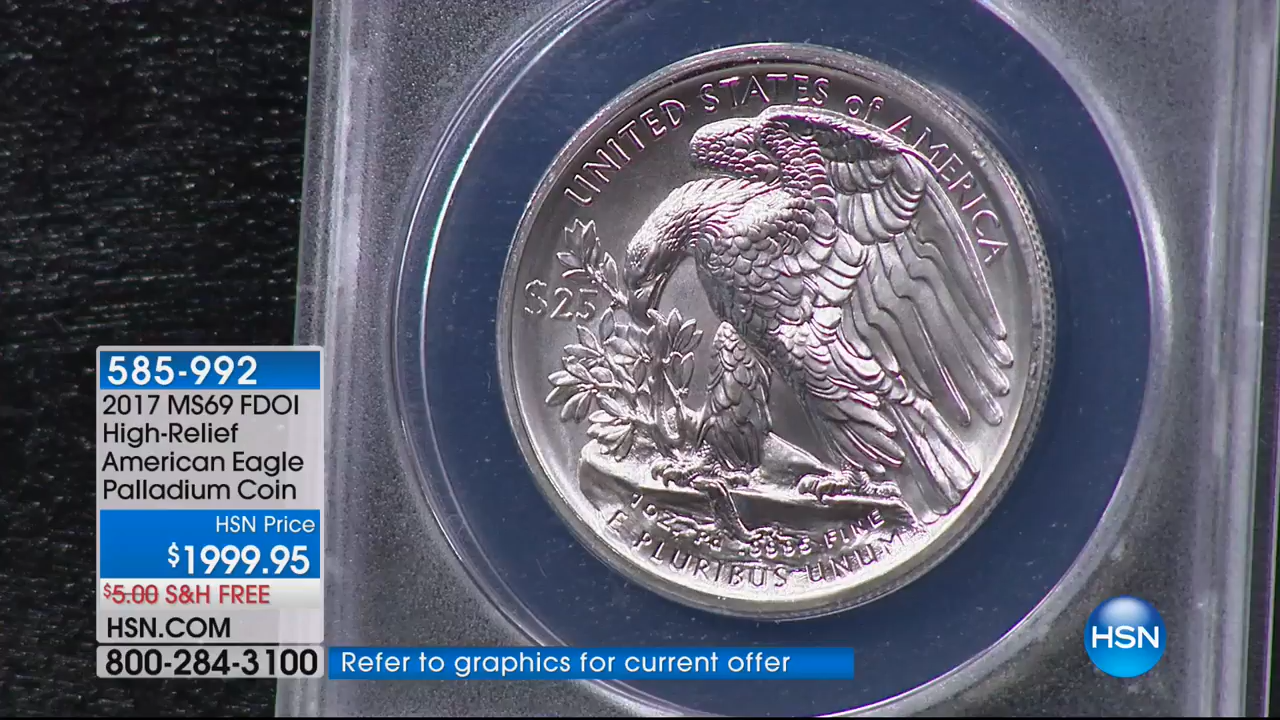 UNITED STATES of AMERICA
$25
1 OZ. Pd .9995 FINE
E PLURIBUS UNUM
585-992
2017 MS69 FDOI
High-Relief
American Eagle
Palladium Coin
HSN Price
$1999.95
$5.00 S&H FREE
HSN.COM
800-284-3100
Refer to graphics for current offer
HSN